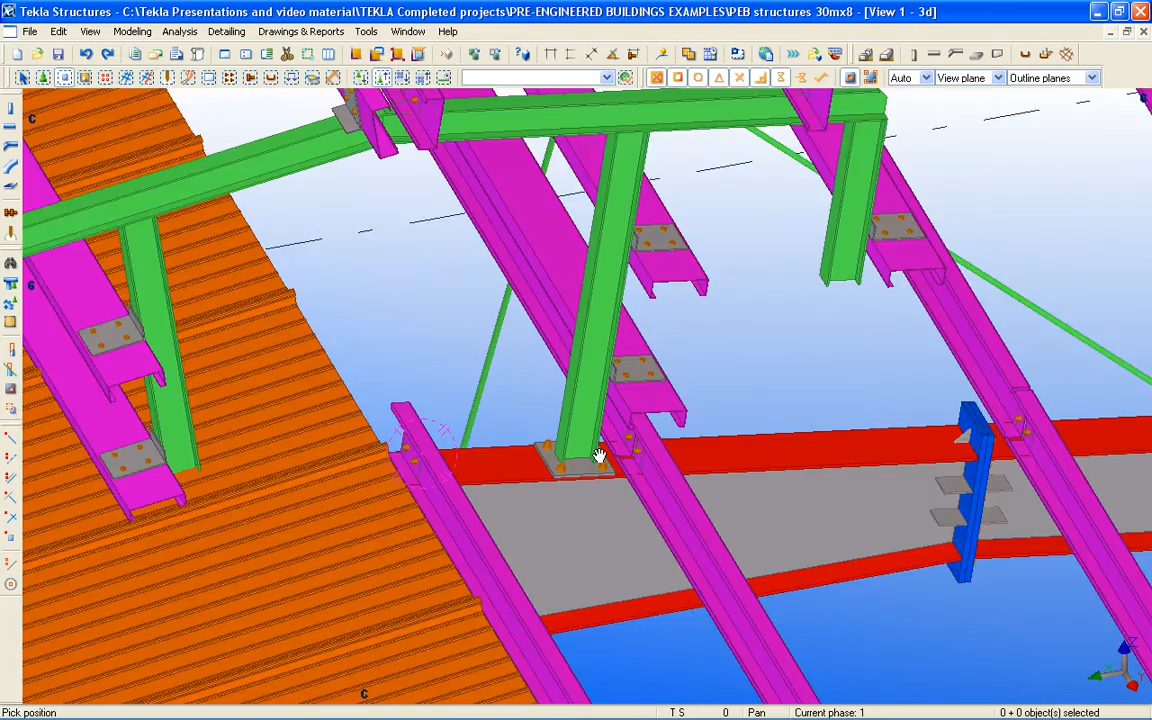 Tekla Structures - C:\Tekla Presentations and video material\TEKLA Completed projects\PRE-ENGINEERED BUILDINGS EXAMPLES\PEB structures 30mx8 - [View 1 - 3d]
File Edit View Modeling Analysis Detailing Drawings & Reports Tools Window Help
Auto View plane Outline planes
C
G
6
C
Z
X
Pick position T S 0 Pan Current phase: 1 0 + 0 object(s) selected